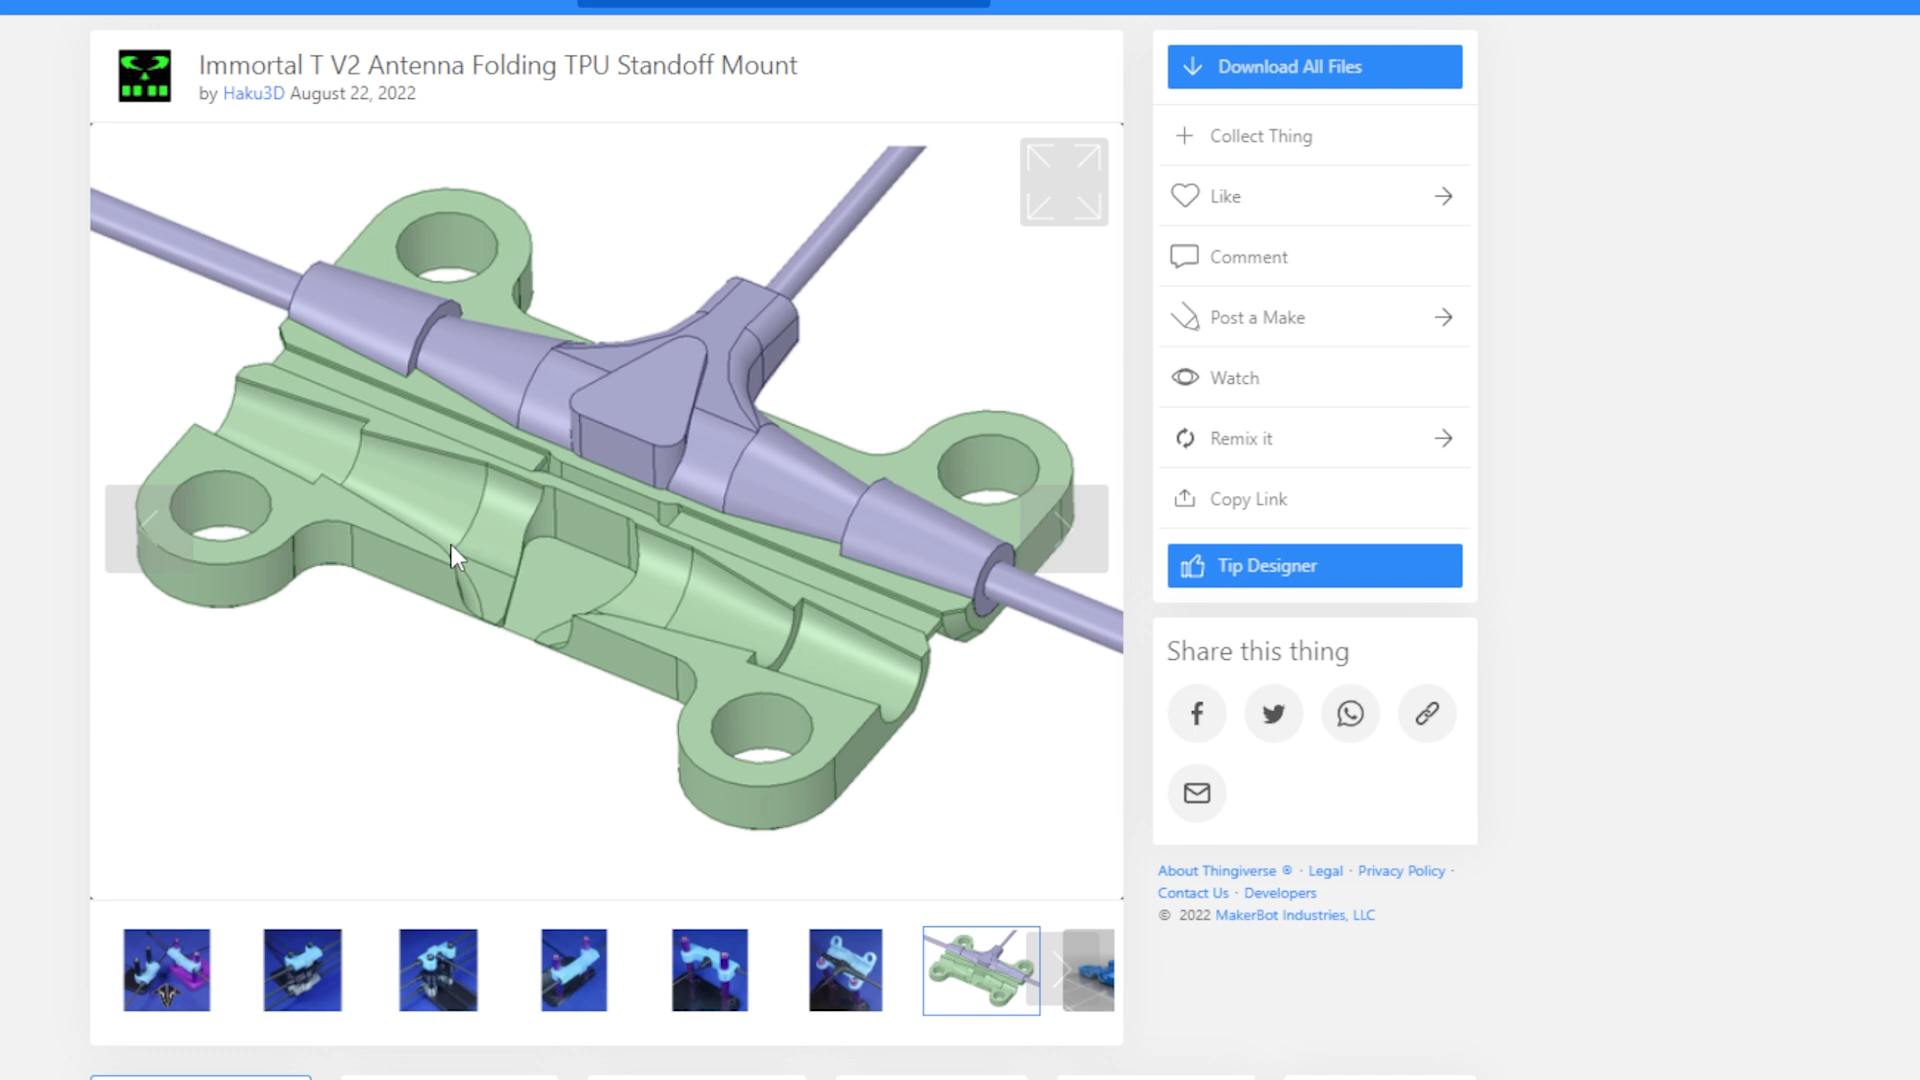 Immortal T V2 Antenna Folding TPU Standoff Mount
by Haku3D August 22, 2022
Download All Files
Collect Thing
Like
Comment
Post a Make
Watch
Remix it
Copy Link
Tip Designer
Share this thing
About Thingiverse ® · Legal · Privacy Policy ·
Contact Us · Developers
© 2022 MakerBot Industries, LLC